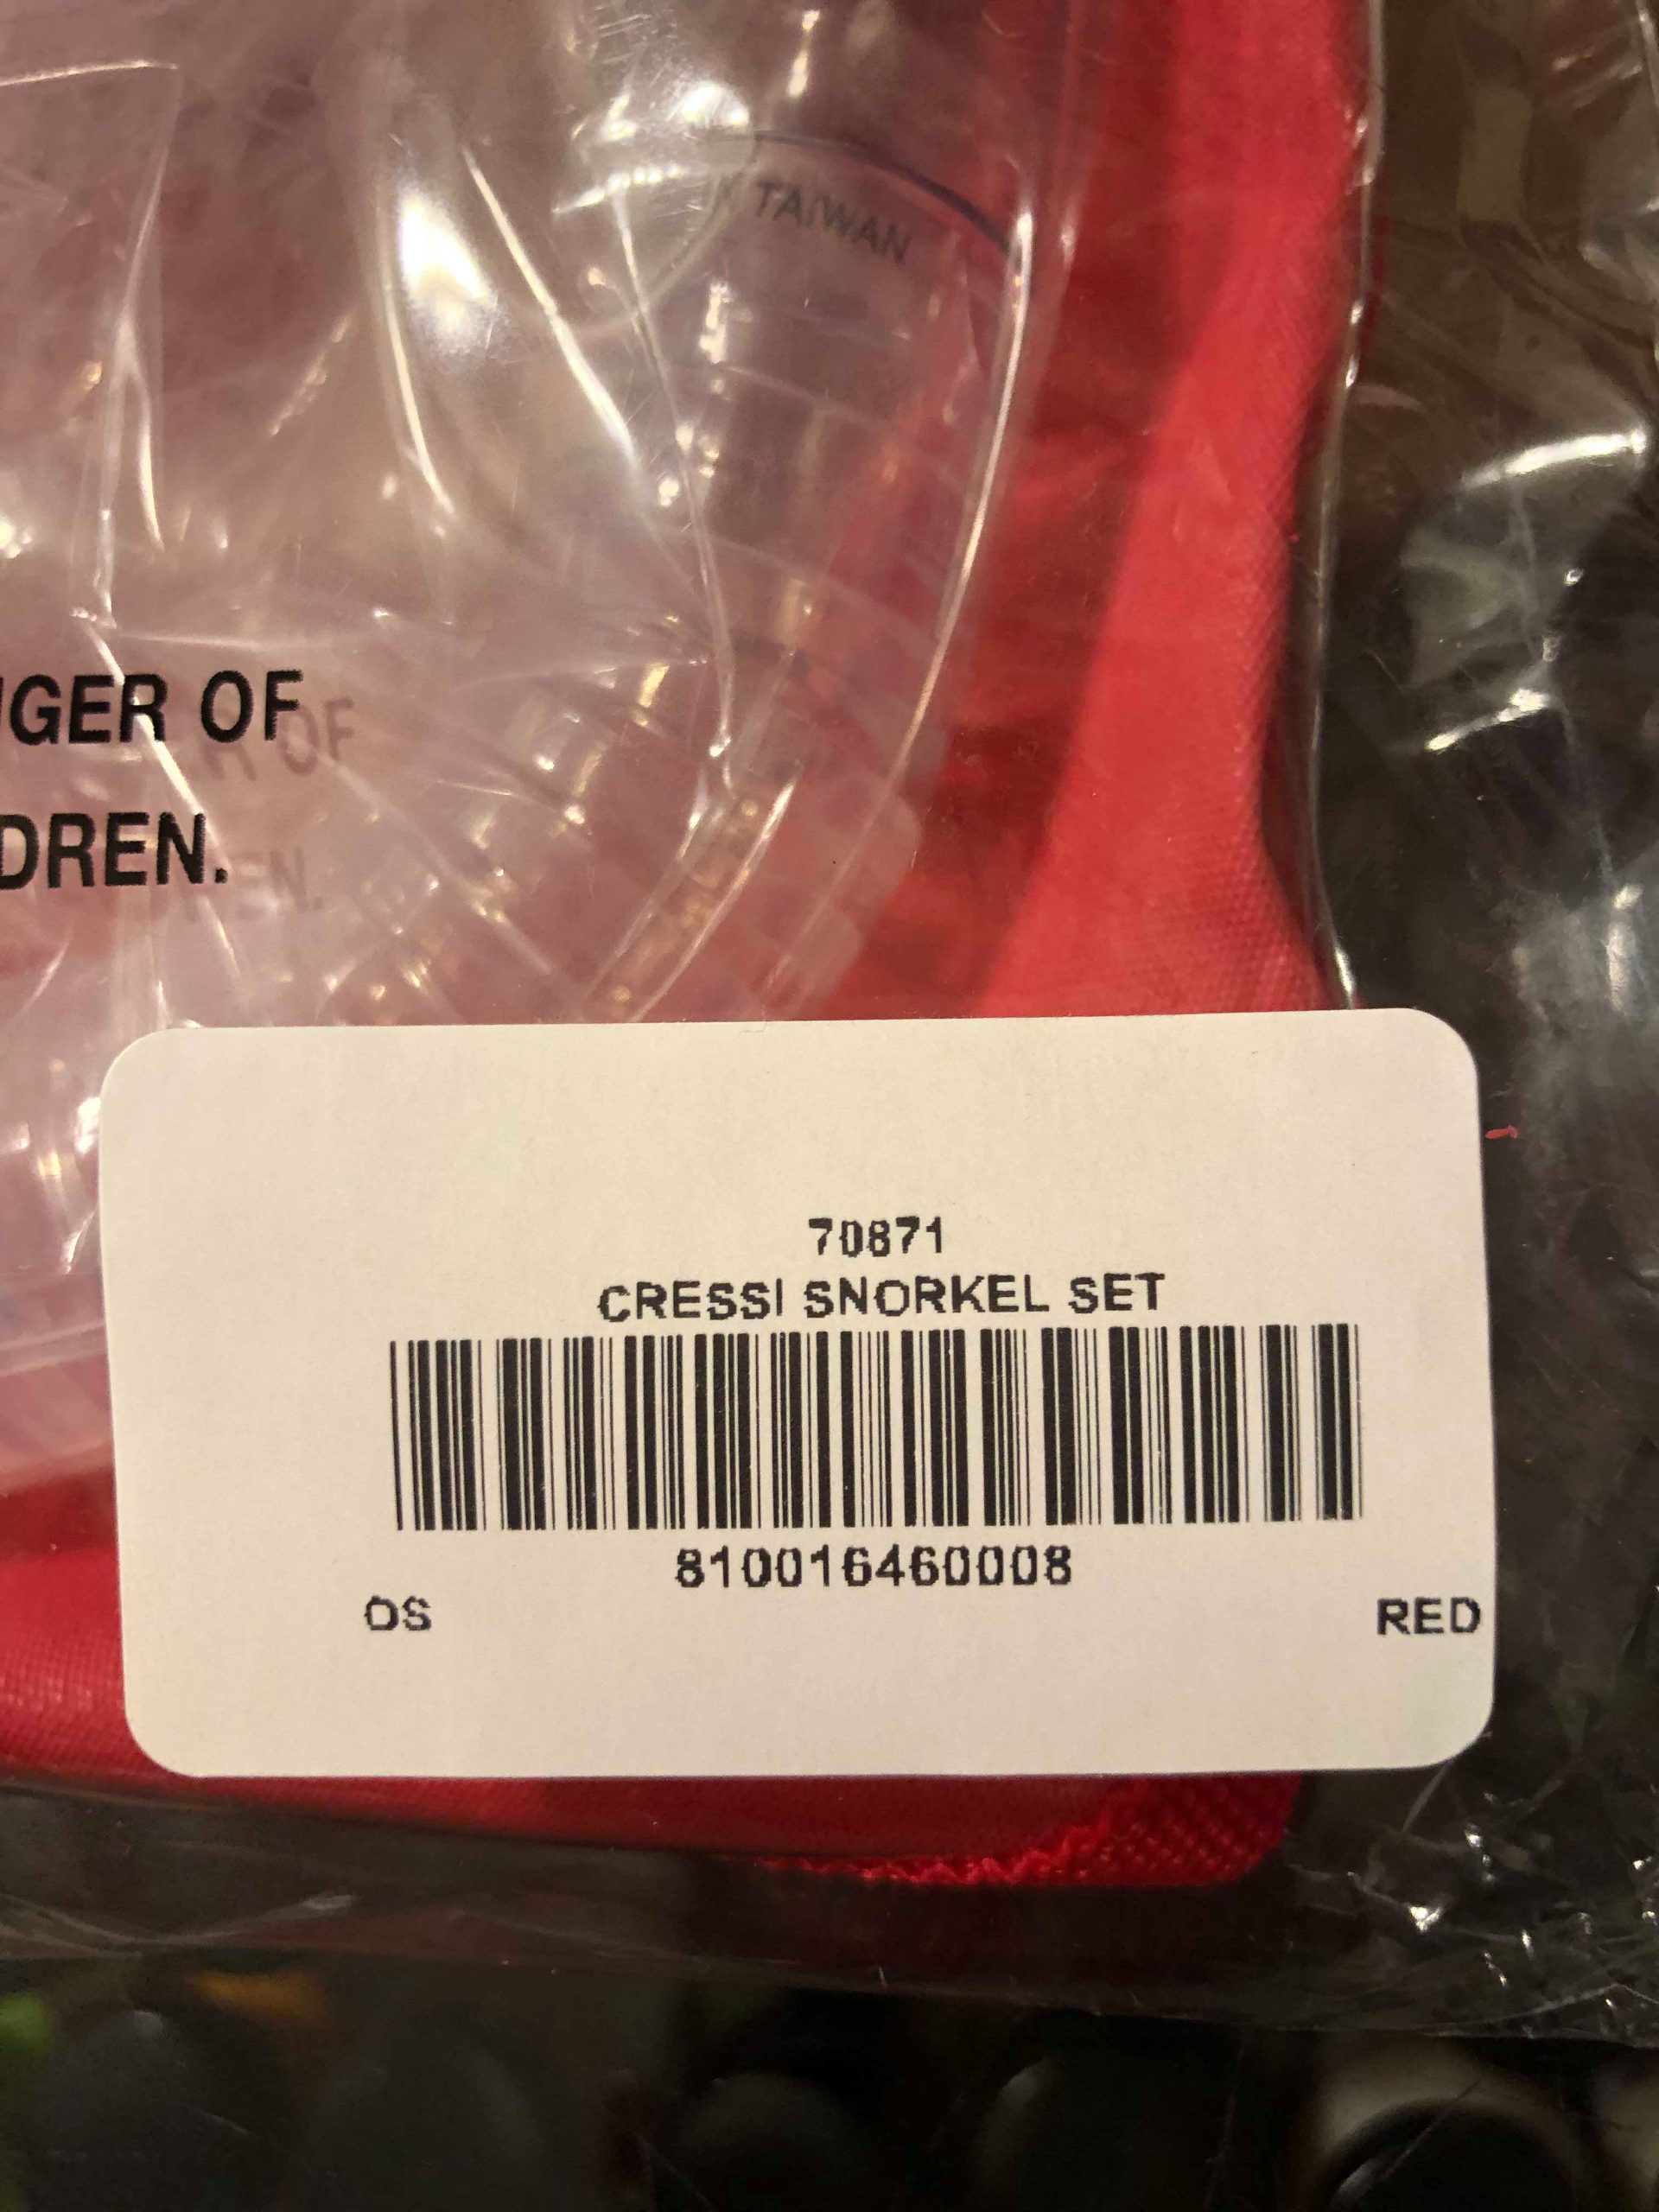 TAIWAN
GER OF
DREN.
70871
CRESSI SNORKEL SET
810016460008
OS
RED